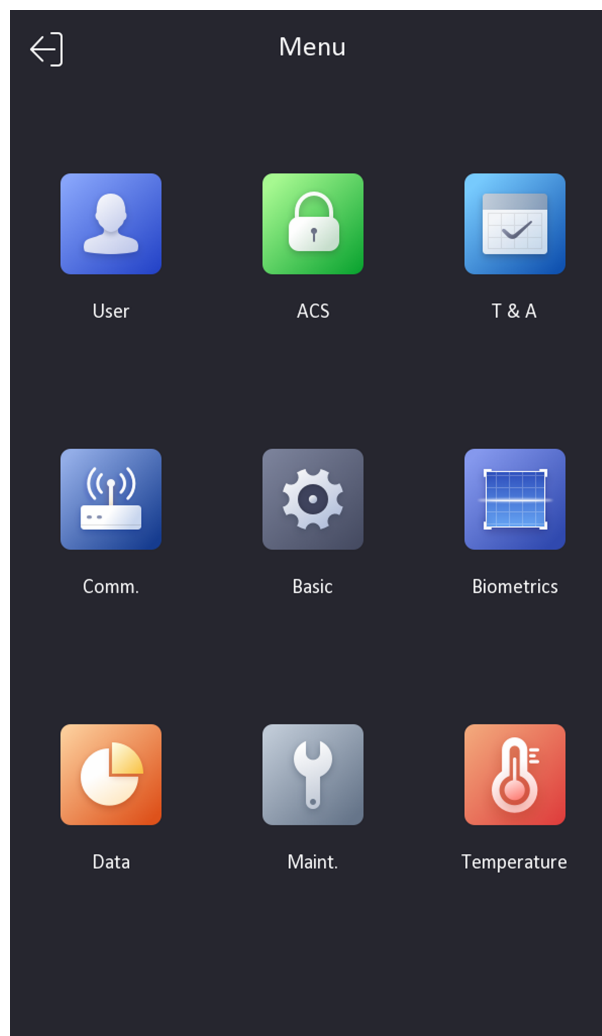 Menu
User
ACS
T & A
Comm.
Basic
Biometrics
Data
Maint.
Temperature